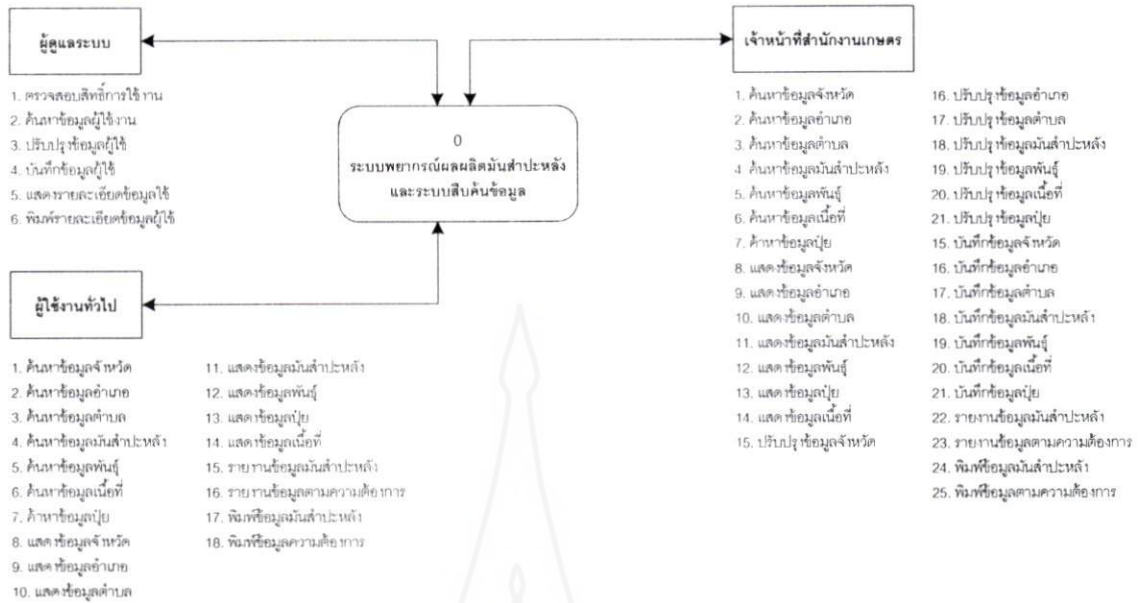 ผู้ดูแลระบบ
1. ตรวจสอบสิทธิ์การใช้งาน
2. ค้นหาข้อมูลผู้ใช้งาน
3. ปรับปรุงข้อมูลผู้ใช้
4. บันทึกข้อมูลผู้ใช้
5. แสดงรายละเอียดข้อมูลใช้
6. พิมพ์รายละเอียดข้อมูลผู้ใช้
0
ระบบพยากรณ์ผลผลิตมันสำปะหลัง
และระบบสืบค้นข้อมูล
ผู้ใช้งานทั่วไป
1. ค้นหาข้อมูลจังหวัด
2. ค้นหาข้อมูลอำเภอ
3. ค้นหาข้อมูลตำบล
4. ค้นหาข้อมูลมันสำปะหลัง
5. ค้นหาข้อมูลพันธุ์
6. ค้นหาข้อมูลเนื้อที่
7. ค้าหาข้อมูลปุ๋ย
8. แสดงข้อมูลจังหวัด
9. แสดงข้อมูลอำเภอ
10. แสดงข้อมูลตำบล
11. แสดงข้อมูลมันสำปะหลัง
12. แสดงข้อมูลพันธุ์
13. แสดงข้อมูลปุ๋ย
14. แสดงข้อมูลเนื้อที่
15. รายงานข้อมูลมันสำปะหลัง
16. รายงานข้อมูลตามความต้องการ
17. พิมพ์ข้อมูลมันสำปะหลัง
18. พิมพ์ข้อมูลความต้องการ
เจ้าหน้าที่สำนักงานเกษตร
1. ค้นหาข้อมูลจังหวัด
2. ค้นหาข้อมูลอำเภอ
3. ค้นหาข้อมูลตำบล
4 ค้นหาข้อมูลมันสำปะหลัง
5. ค้นหาข้อมูลพันธุ์
6. ค้นหาข้อมูลเนื้อที่
7. ค้าหาข้อมูลปุ๋ย
8. แสดงข้อมูลจังหวัด
9. แสดงข้อมูลอำเภอ
10. แสดงข้อมูลตำบล
11. แสดงข้อมูลมันสำปะหลัง
12. แสดงข้อมูลพันธุ์
13. แสดงข้อมูลปุ๋ย
14. แสดงข้อมูลเนื้อที่
15. ปรับปรุงข้อมูลจังหวัด
16. ปรับปรุงข้อมูลอำเภอ
17. ปรับปรุงข้อมูลตำบล
18. ปรับปรุงข้อมูลมันสำปะหลัง
19. ปรับปรุงข้อมูลพันธุ์
20. ปรับปรุงข้อมูลเนื้อที่
21. ปรับปรุงข้อมูลปุ๋ย
15. บันทึกข้อมูลจังหวัด
16. บันทึกข้อมูลอำเภอ
17. บันทึกข้อมูลตำบล
18. บันทึกข้อมูลมันสำปะหลัง
19. บันทึกข้อมูลพันธุ์
20. บันทึกข้อมูลเนื้อที่
21. บันทึกข้อมูลปุ๋ย
22. รายงานข้อมูลมันสำปะหลัง
23. รายงานข้อมูลตามความต้องการ
24. พิมพ์ข้อมูลมันสำปะหลัง
25. พิมพ์ข้อมูลตามความต้องการ